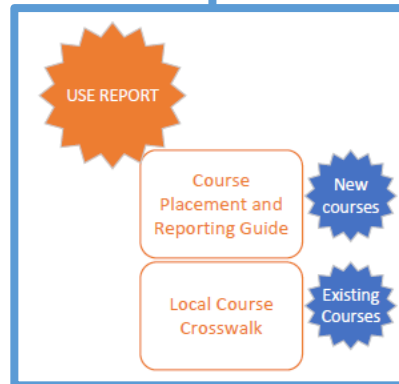 USE REPORT
Course
Placement and
Reporting Guide
New
courses
Local Course
Crosswalk
Existing
Courses